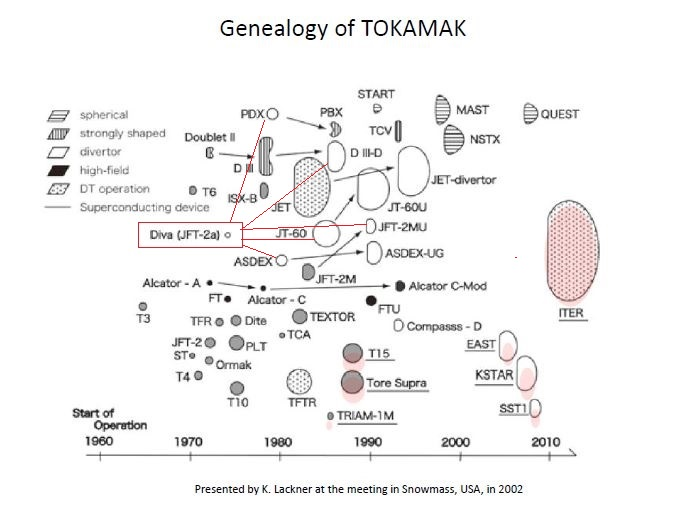 Genealogy of TOKAMAK
spherical
strongly shaped
divertor
high-field
DT operation
Superconducting device
PDX
START
PBX
MAST
QUEST
Doublet II
TCV
NSTX
D III
D III-D
T6
ISX-B
JET
JET-divertor
JT-60U
Diva (JFT-2a)
JT-60
JFT-2MU
ASDEX
ASDEX-UG
JFT-2M
Alcator - A
Alcator - C
Alcator C-Mod
FT
FTU
ITER
T3
TFR
Dite
TEXTOR
TCA
Compasss - D
JFT-2
PLT
ST
Ormak
T15
EAST
T4
KSTAR
T10
TFTR
Tore Supra
TRIAM-1M
SST1
Start of
Operation
1960 1970 1980 1990 2000 2010
Presented by K. Lackner at the meeting in Snowmass, USA, in 2002